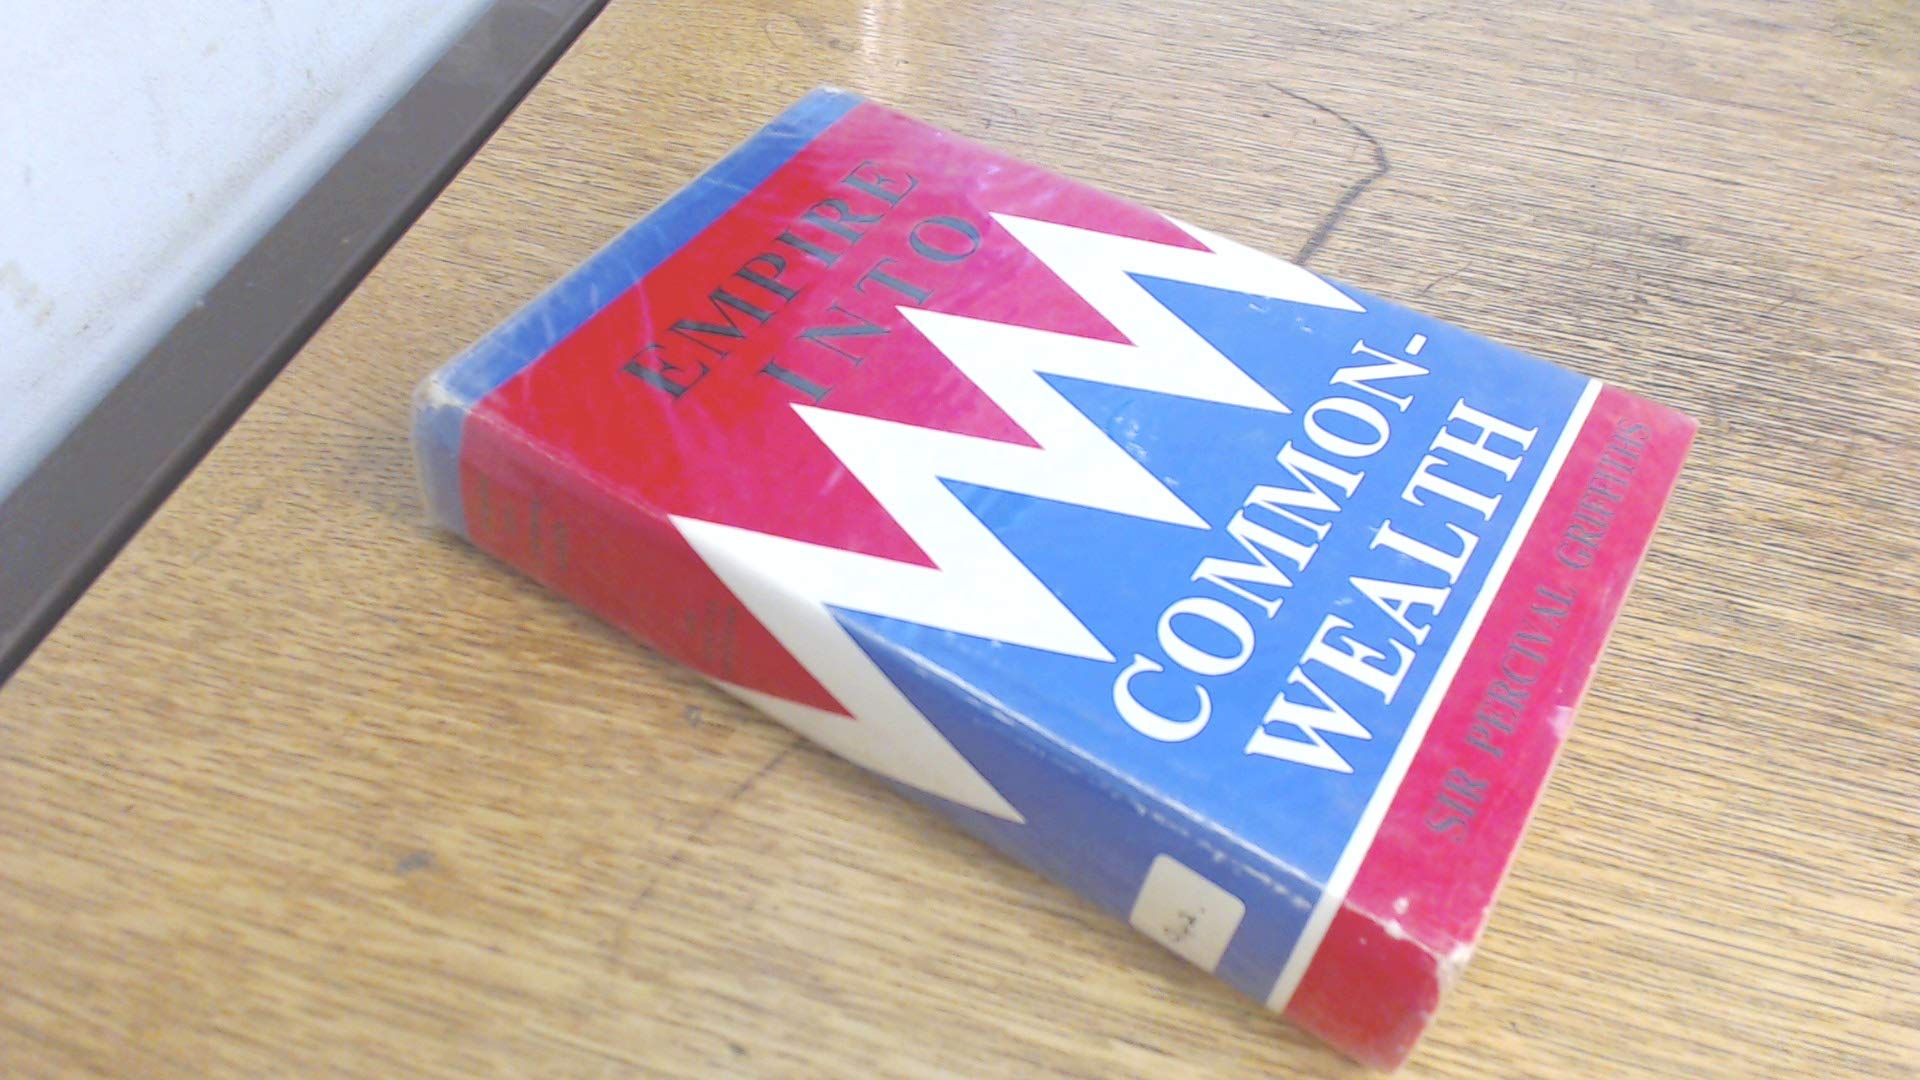 EMPIRE
INTO
COMMON-
WEALTH
SIR PERCIVAL GRIFFITHS